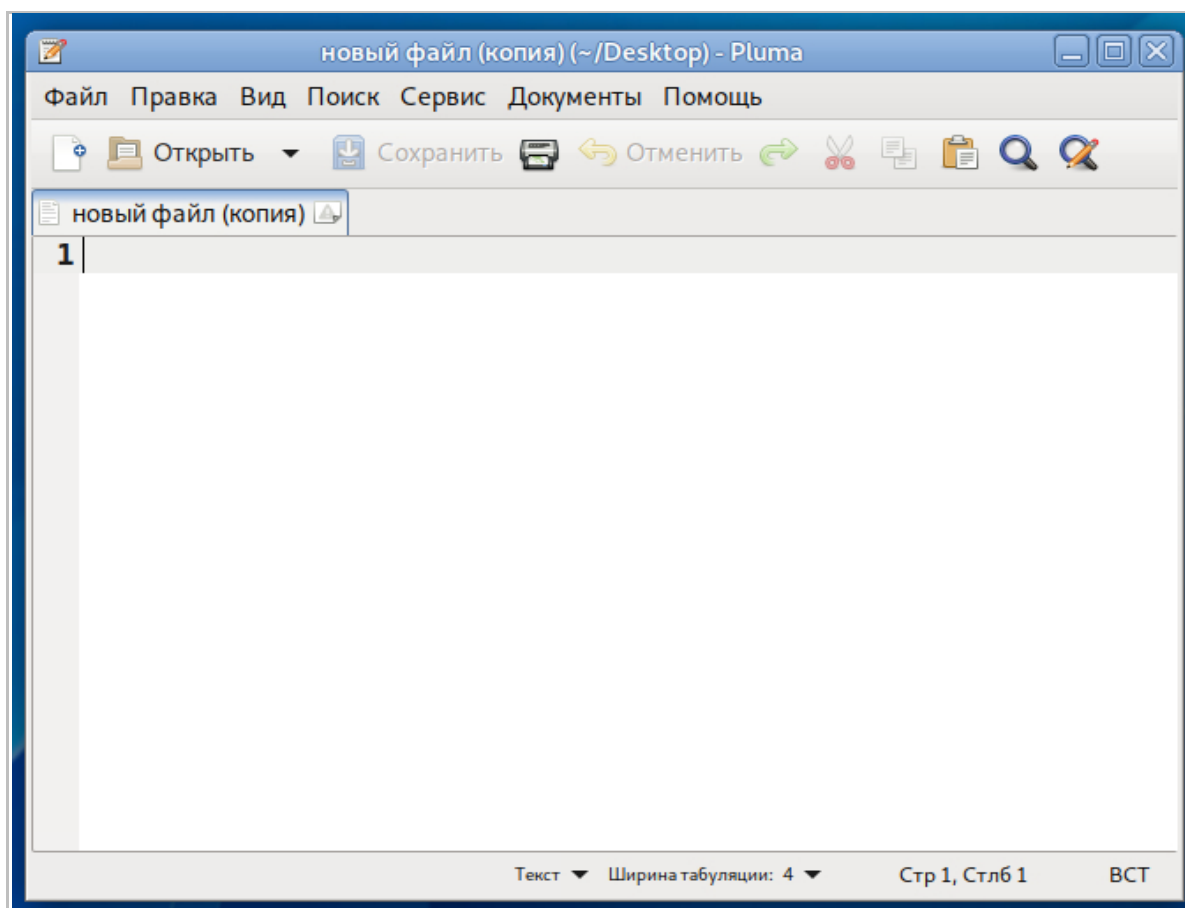 новый файл (копия) (~/Desktop) - Pluma
Файл Правка Вид Поиск Сервис Документы Помощь
Открыть Сохранить Отменить
новый файл (копия)
1
Текст Ширина табуляции: 4 Стр 1, Стлб 1 ВСТ